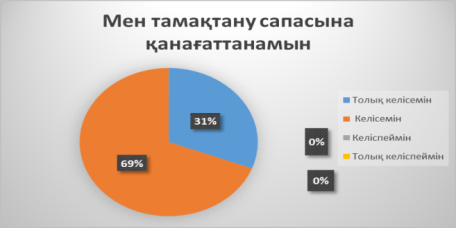 Мен тамақтану сапасына
қанағаттанамын
31%
69%
0%
0%
Толық келісемін
Келісемін
Келіспеймін
Толық келіспеймін